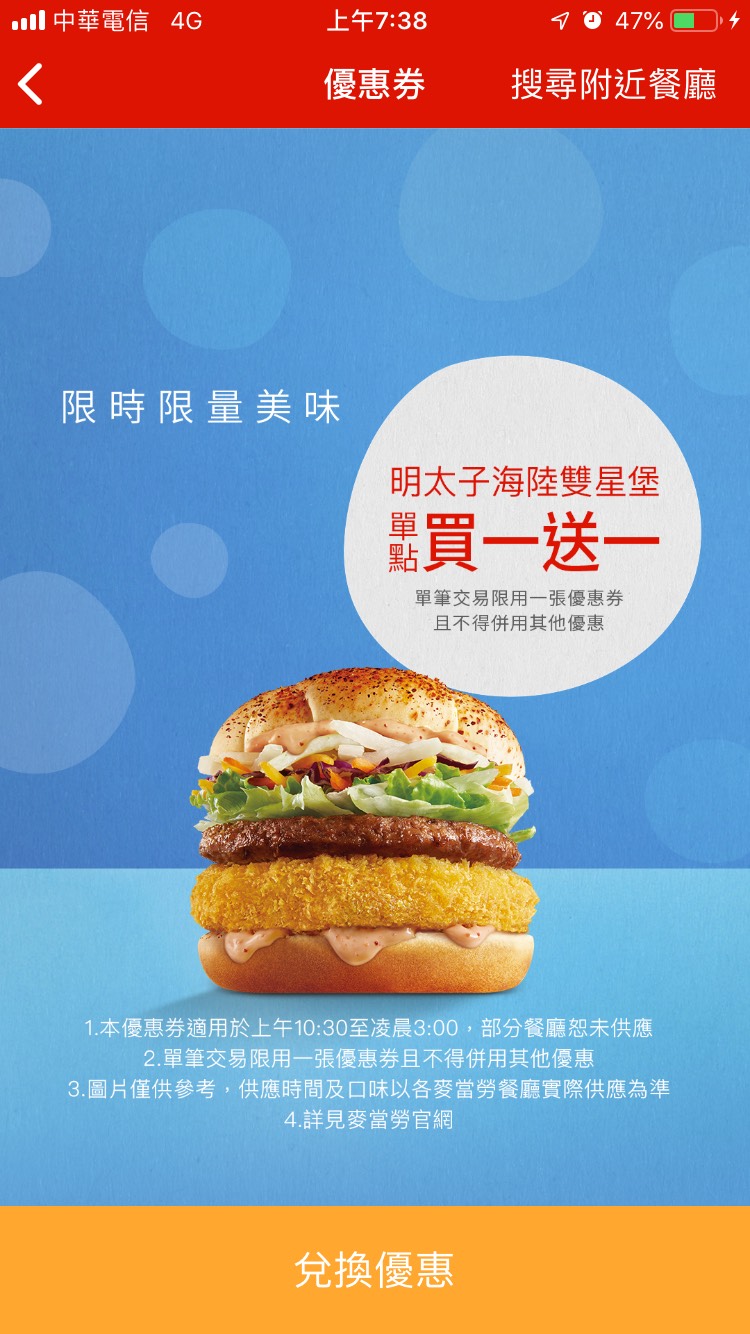 中華電信 4G 上午7:38 47%
優惠券 搜尋附近餐廳
限時限量美味
明太子海陸雙星堡
單點買一送一
單筆交易限用一張優惠券
且不得併用其他優惠
1.本優惠券適用於上午10:30至凌晨3:00，部分餐廳恕未供應
2.單筆交易限用一張優惠券且不得併用其他優惠
3.圖片僅供參考，供應時間及口味以各麥當勞餐廳實際供應為準
4.詳見麥當勞官網
兌換優惠